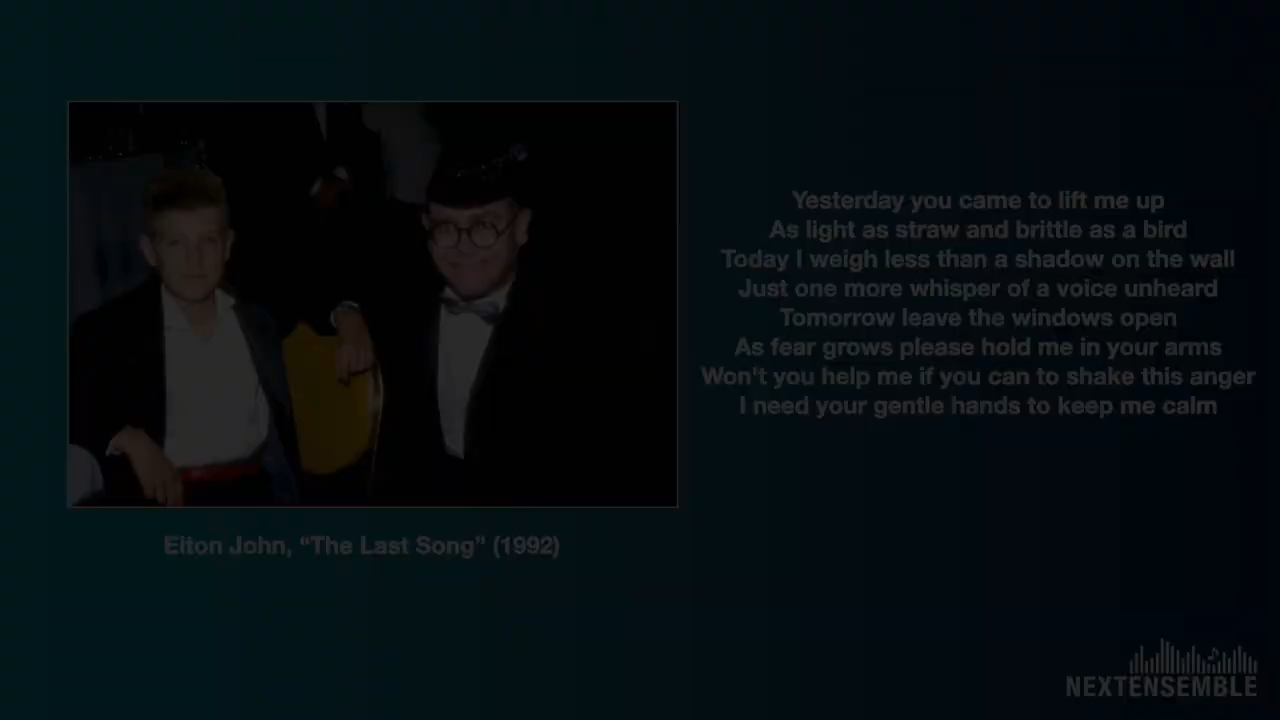 Yesterday you came to lift me up
As light as straw and brittle as a bird
Today I weigh less than a shadow on the wall
Just one more whisper of a voice unheard
Tomorrow leave the windows open
As fear grows please hold me in your arms
Won't you help me if you can to shake this anger
I need your gentle hands to keep me calm
Elton John, “The Last Song” (1992)
NEXTENSEMBLE